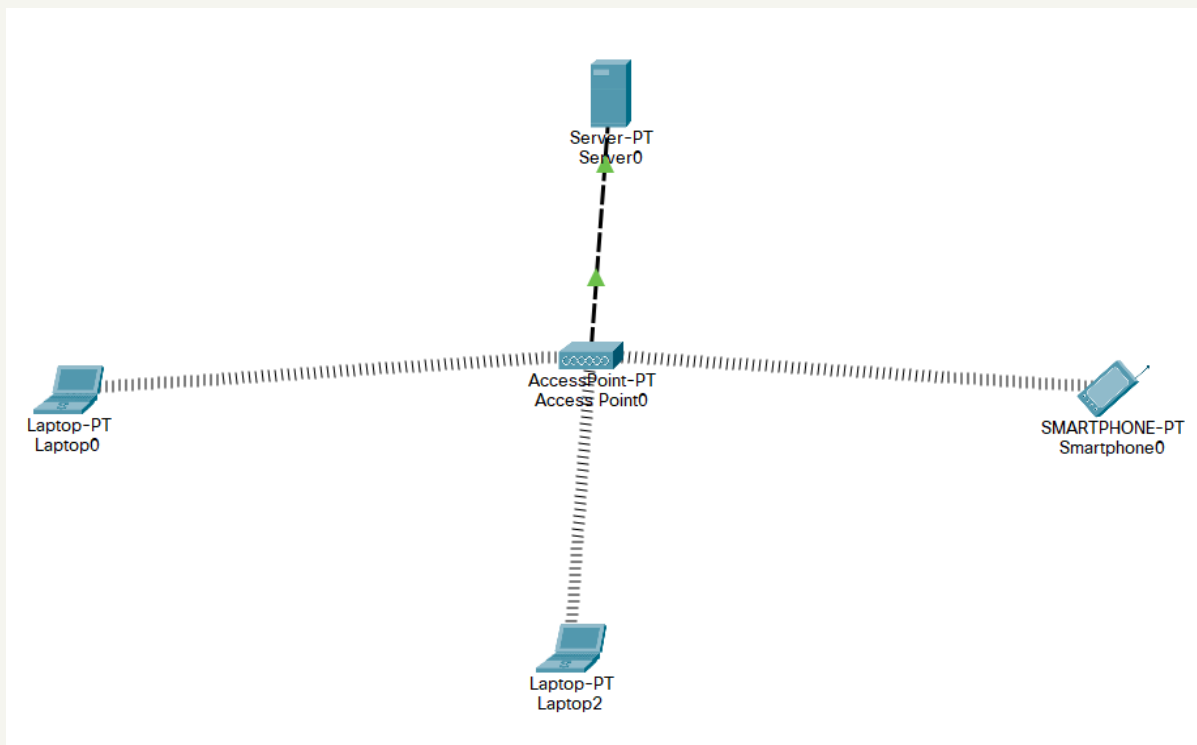 Server-PT
Server0
AccessPoint-PT
Access Point0
Laptop-PT
Laptop0
SMARTPHONE-PT
Smartphone0
Laptop-PT
Laptop2